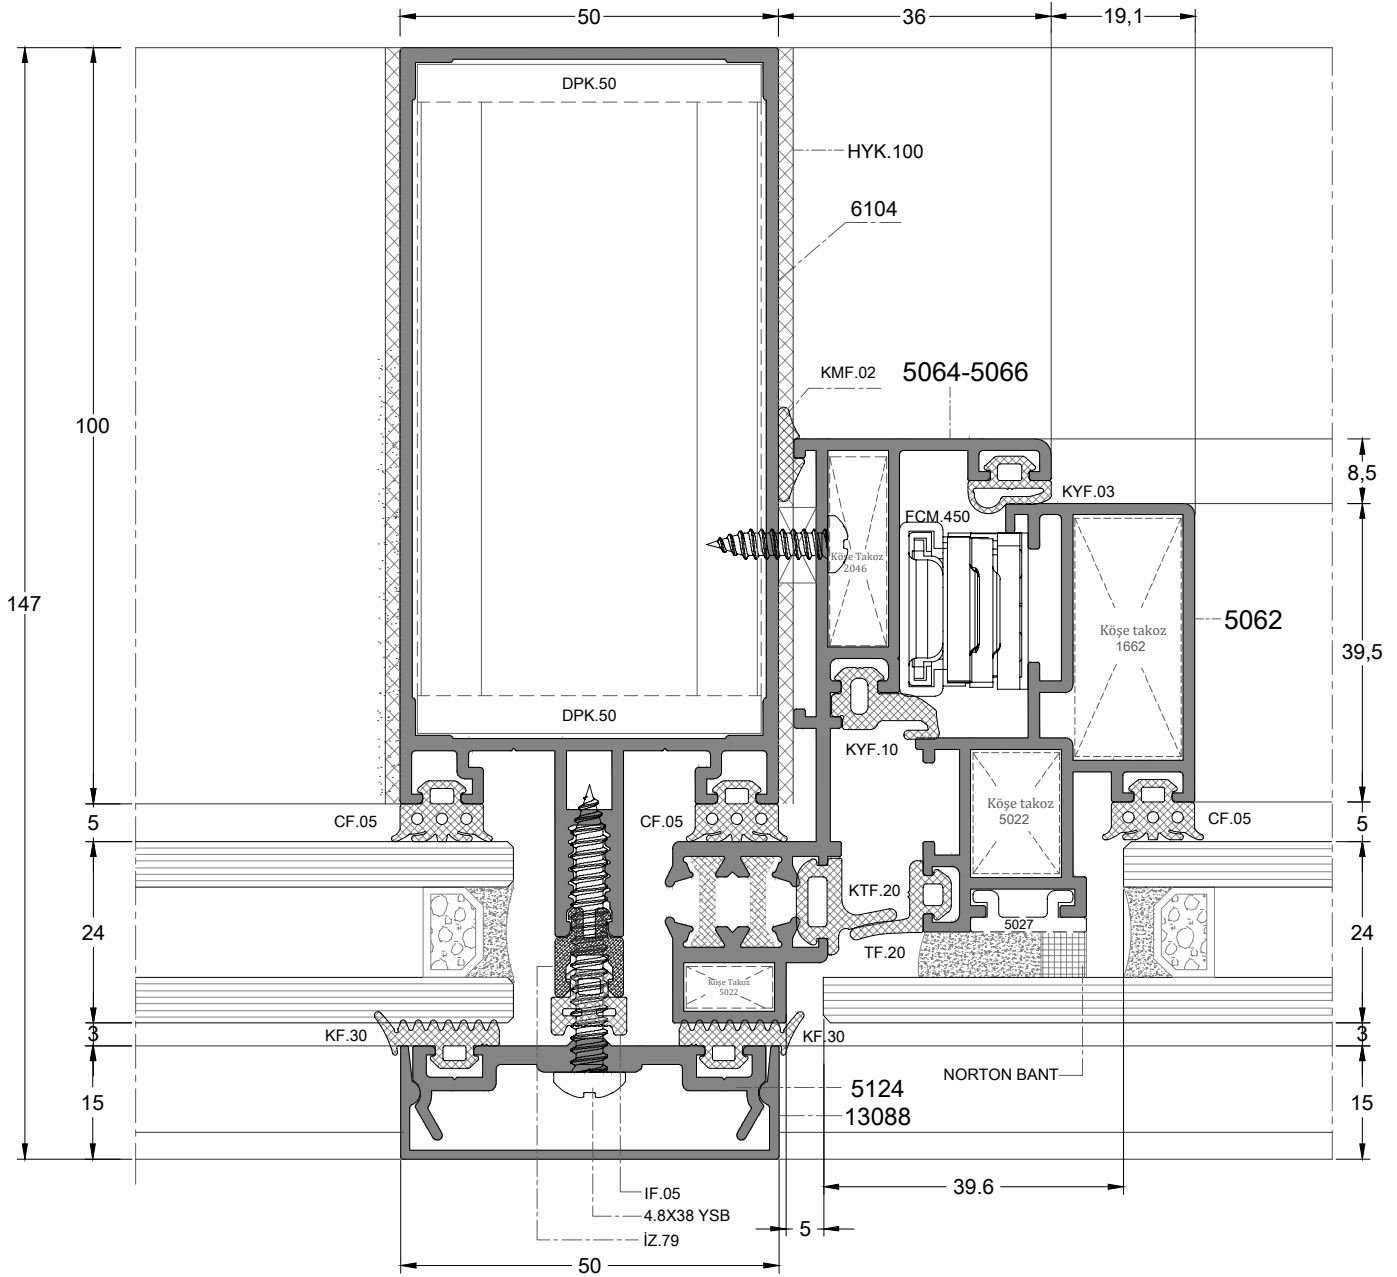 50
36
19,1
DPK.50
HYK.100
6104
KMF.02
5064-5066
100
8,5
KYF.03
FCM.450
Köşe Takoz
2046
147
5062
Köşe takoz
1662
39,5
DPK.50
KYF.10
Köşe takoz
5022
5
CF.05
CF.05
CF.05
5
KTF.20
24
5027
24
TF.20
Köşe Takoz
5022
3
KF.30
KF.30
3
NORTON BANT
5124
15
13088
15
39.6
IF.05
4.8X38 YSB
5
İZ.79
50